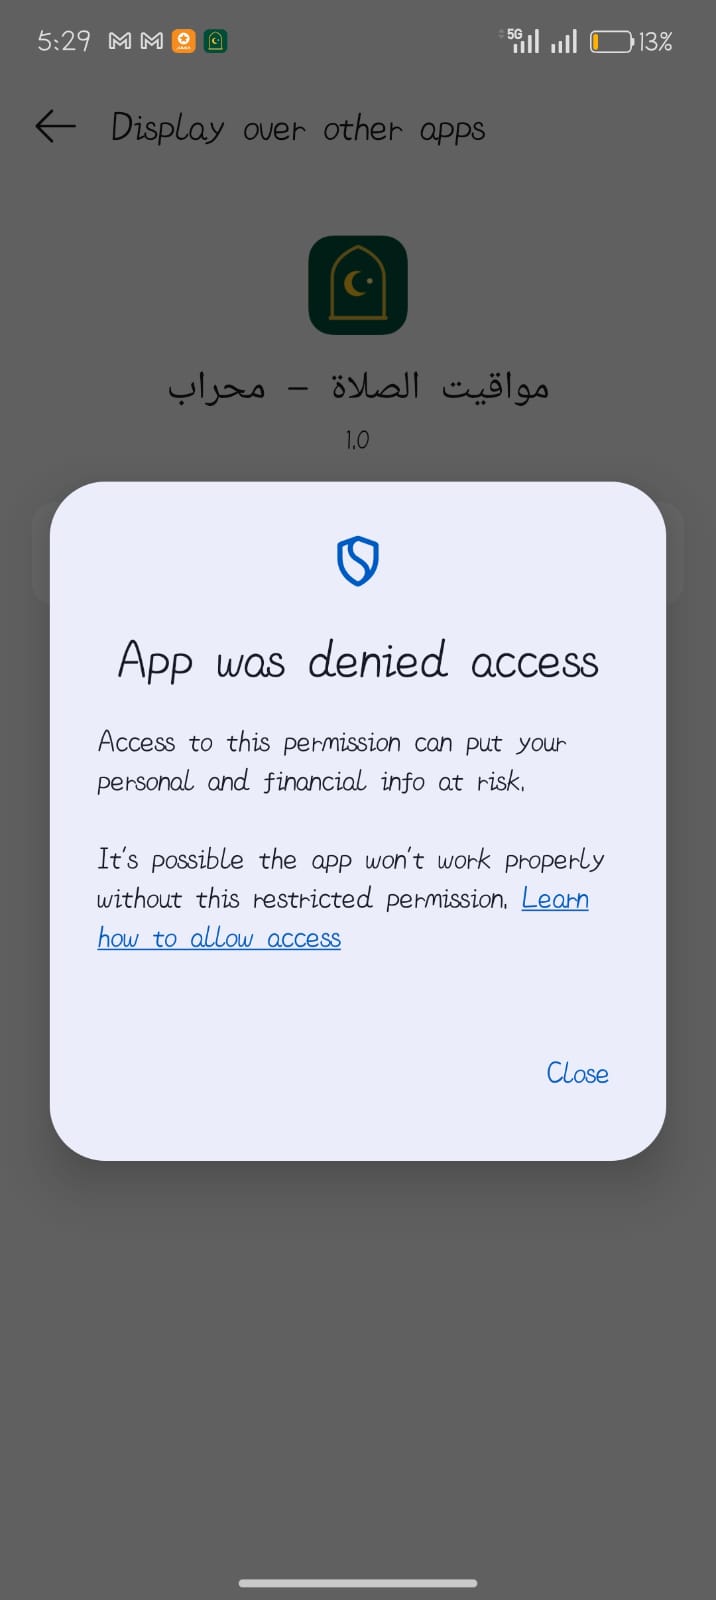 5:29
5G
13%
Display over other apps
مواقيت الصلاة – محراب
1.0
App was denied access
Access to this permission can put your
personal and financial info at risk.
It's possible the app won't work properly
without this restricted permission. Learn
how to allow access
Close